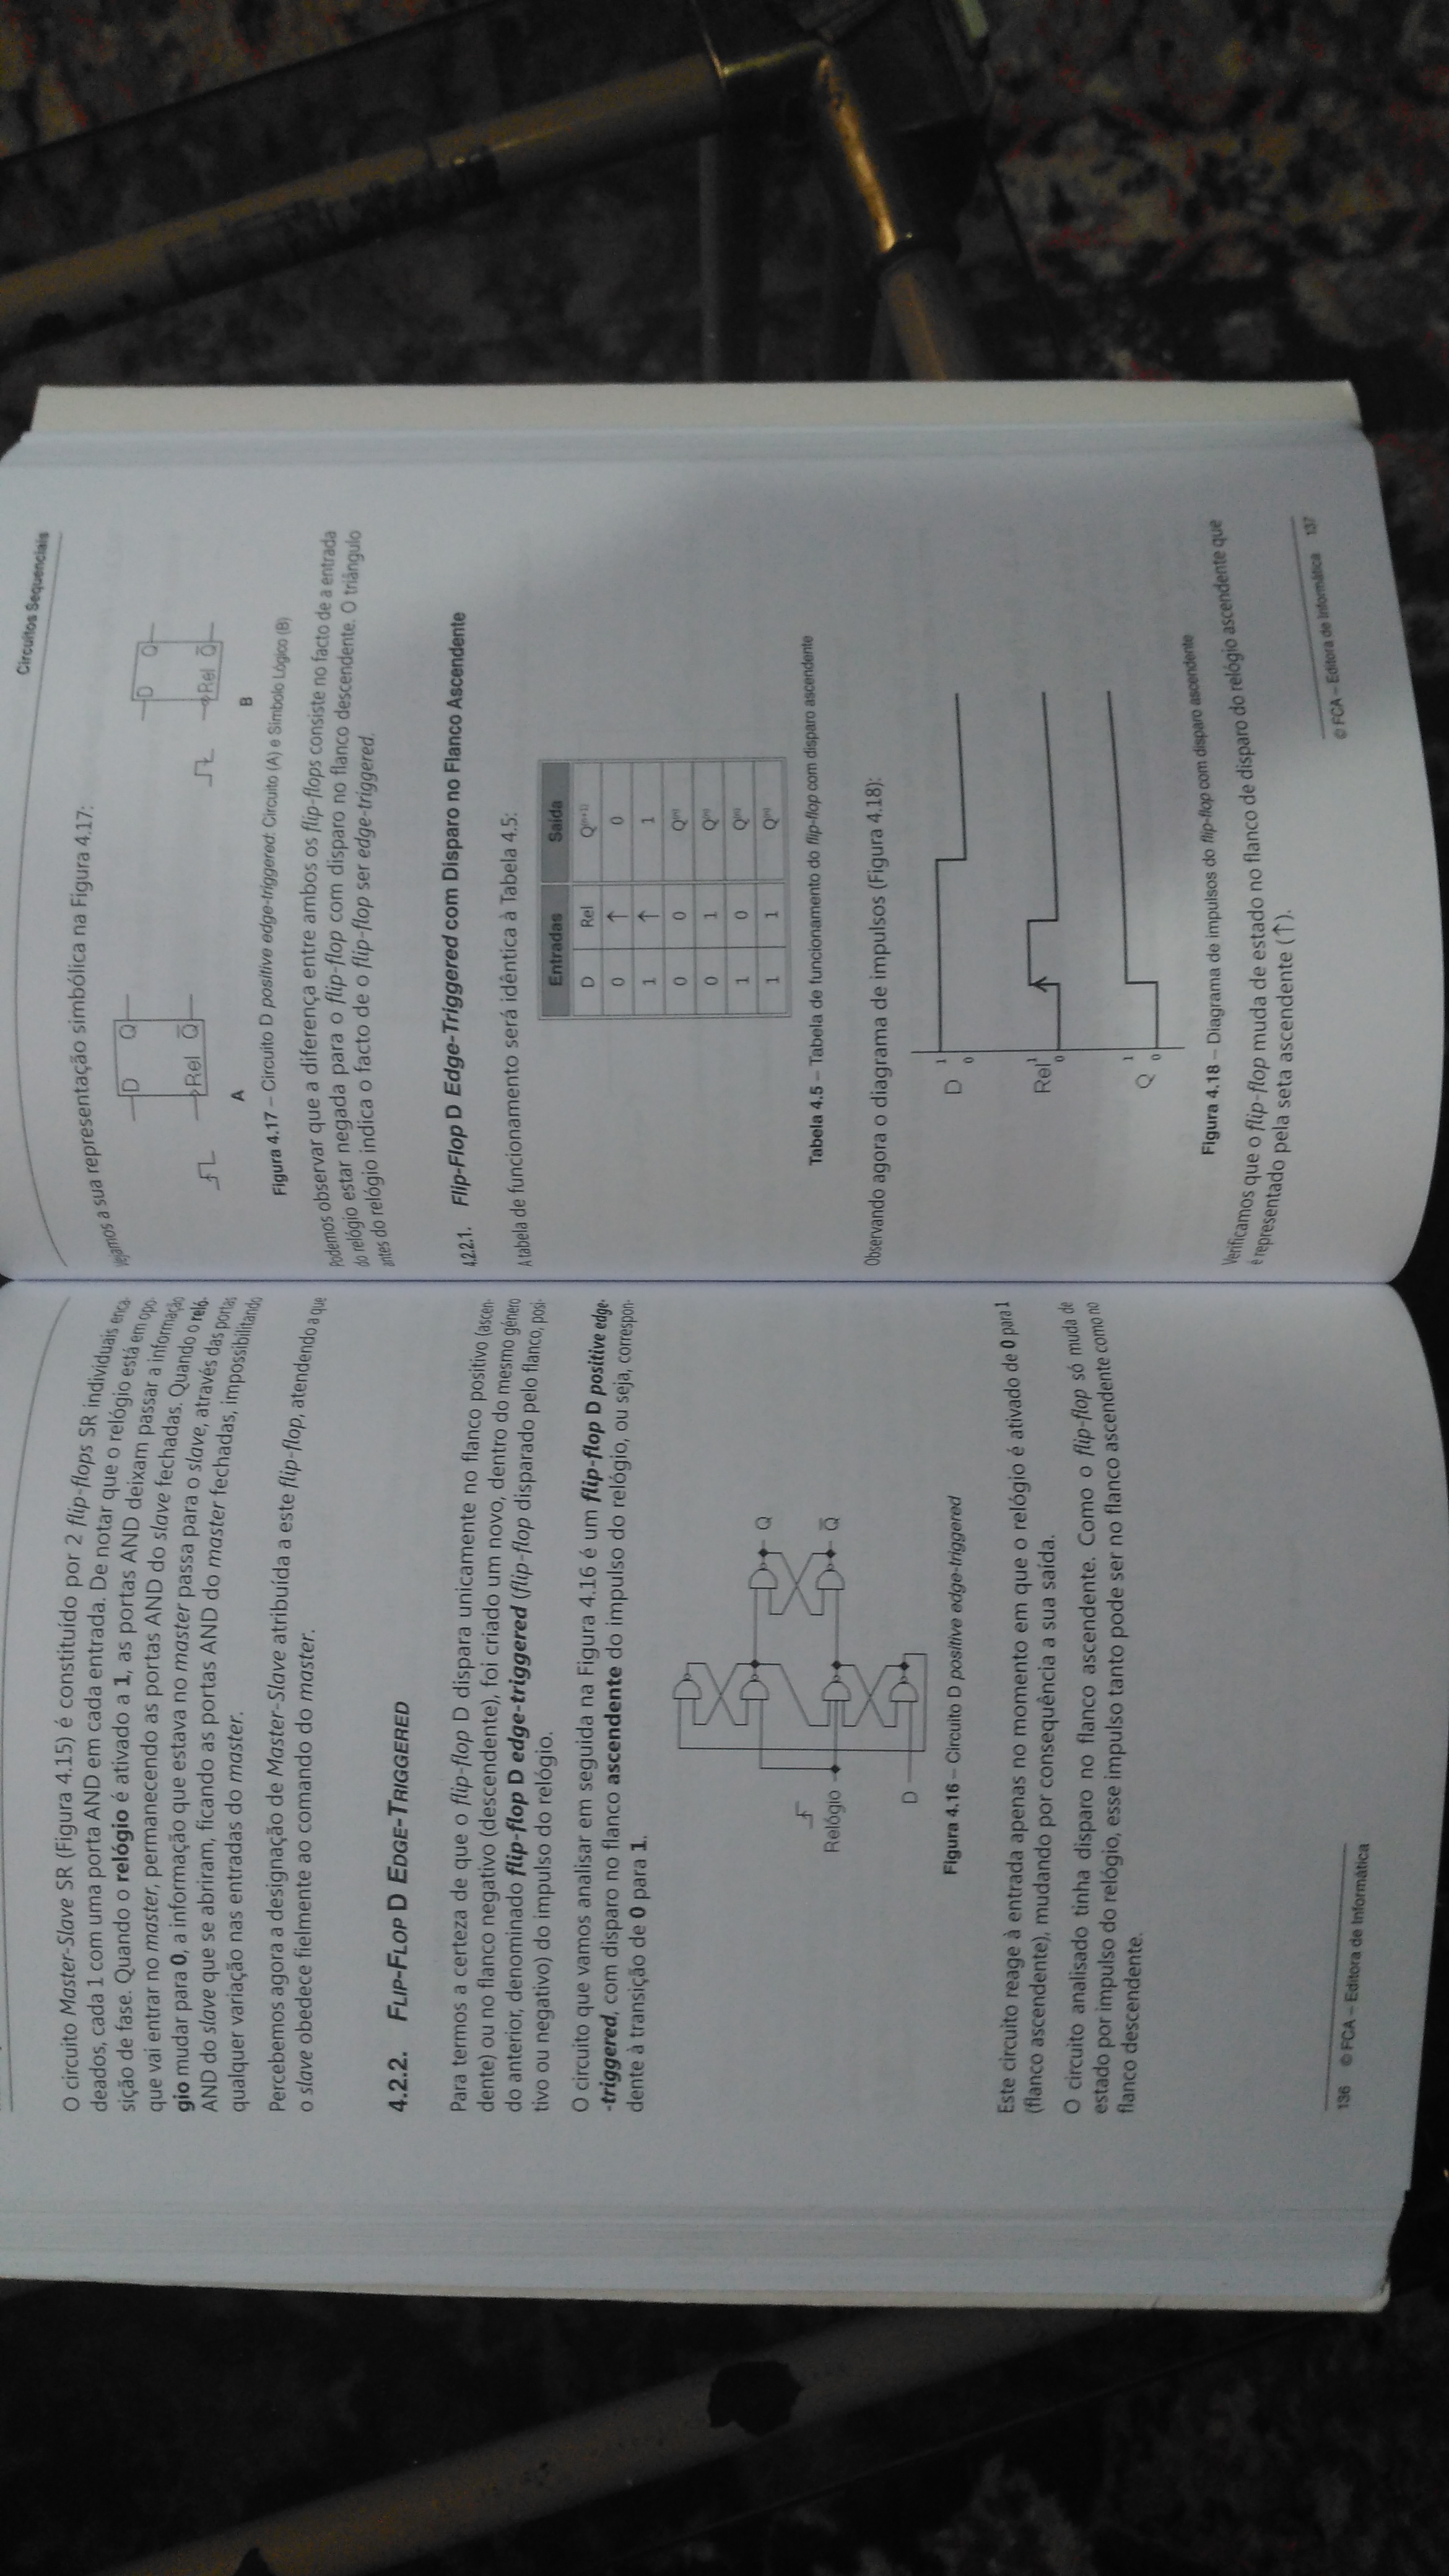 O circuito Master-Slave SR (Figura 4.15) é constituído por 2 flip-flops SR individuais enca-
deados, cada 1 com uma porta AND em cada entrada. De notar que o relógio está em opo-
sição de fase. Quando o relógio é ativado a 1, as portas AND deixam passar a informação
que vai entrar no master, permanecendo as portas AND do slave fechadas. Quando o reló-
gio mudar para 0, a informação que estava no master passa para o slave, através das portas
AND do slave que se abriram, ficando as portas AND do master fechadas, impossibilitando
qualquer variação nas entradas do master.
Percebemos agora a designação de Master-Slave atribuída a este flip-flop, atendendo a que
o slave obedece fielmente ao comando do master.
4.2.2. FLIP-FLOP D EDGE-TRIGGERED
Para termos a certeza de que o flip-flop D dispara unicamente no flanco positivo (ascen-
dente) ou no flanco negativo (descendente), foi criado um novo, dentro do mesmo género
do anterior, denominado flip-flop D edge-triggered (flip-flop disparado pelo flanco, posi-
tivo ou negativo) do impulso do relógio.
O circuito que vamos analisar em seguida na Figura 4.16 é um flip-flop D positive edge-
-triggered, com disparo no flanco ascendente do impulso do relógio, ou seja, correspon-
dente à transição de 0 para 1.
Q
Relógio
Q̅
D
Figura 4.16 – Circuito D positive edge-triggered
Este circuito reage à entrada apenas no momento em que o relógio é ativado de 0 para 1
(flanco ascendente), mudando por consequência a sua saída.
O circuito analisado tinha disparo no flanco ascendente. Como o flip-flop só muda de
estado por impulso do relógio, esse impulso tanto pode ser no flanco ascendente como no
flanco descendente.
136 © FCA – Editora de Informática
Circuitos Sequenciais
Vejamos a sua representação simbólica na Figura 4.17:
D Q D Q
Rel Q̅ Rel Q̅
A B
Figura 4.17 – Circuito D positive edge-triggered: Circuito (A) e Símbolo Lógico (B)
Podemos observar que a diferença entre ambos os flip-flops consiste no facto de a entrada
do relógio estar negada para o flip-flop com disparo no flanco descendente. O triângulo
antes do relógio indica o facto de o flip-flop ser edge-triggered.
4.2.2.1. Flip-Flop D Edge-Triggered com Disparo no Flanco Ascendente
A tabela de funcionamento será idêntica à Tabela 4.5:
Entradas Saída
D Rel Q(n+1)
0 ↑ 0
1 ↑ 1
0 0 Q(n)
0 1 Q(n)
1 0 Q(n)
1 1 Q(n)
Tabela 4.5 – Tabela de funcionamento do flip-flop com disparo ascendente
Observando agora o diagrama de impulsos (Figura 4.18):
D 1
0
Rel 1
0
Q 1
0
Figura 4.18 – Diagrama de impulsos do flip-flop com disparo ascendente
Verificamos que o flip-flop muda de estado no flanco de disparo do relógio ascendente que
é representado pela seta ascendente (↑).
© FCA – Editora de Informática 137